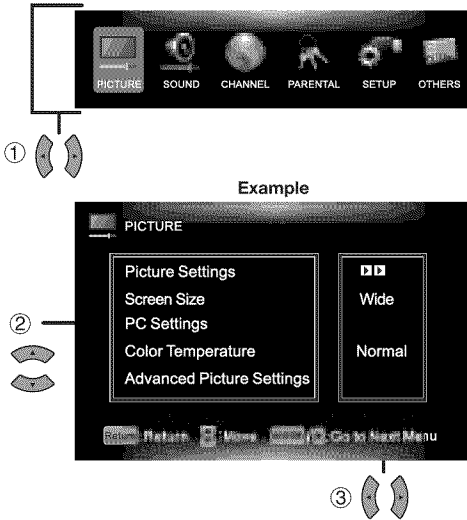 PICTURE SOUND CHANNEL PARENTAL SETUP OTHERS
①
Example
PICTURE
Picture Settings
Screen Size Wide
PC Settings
Color Temperature Normal
Advanced Picture Settings
②
Return Return Move Go to Next Menu
③